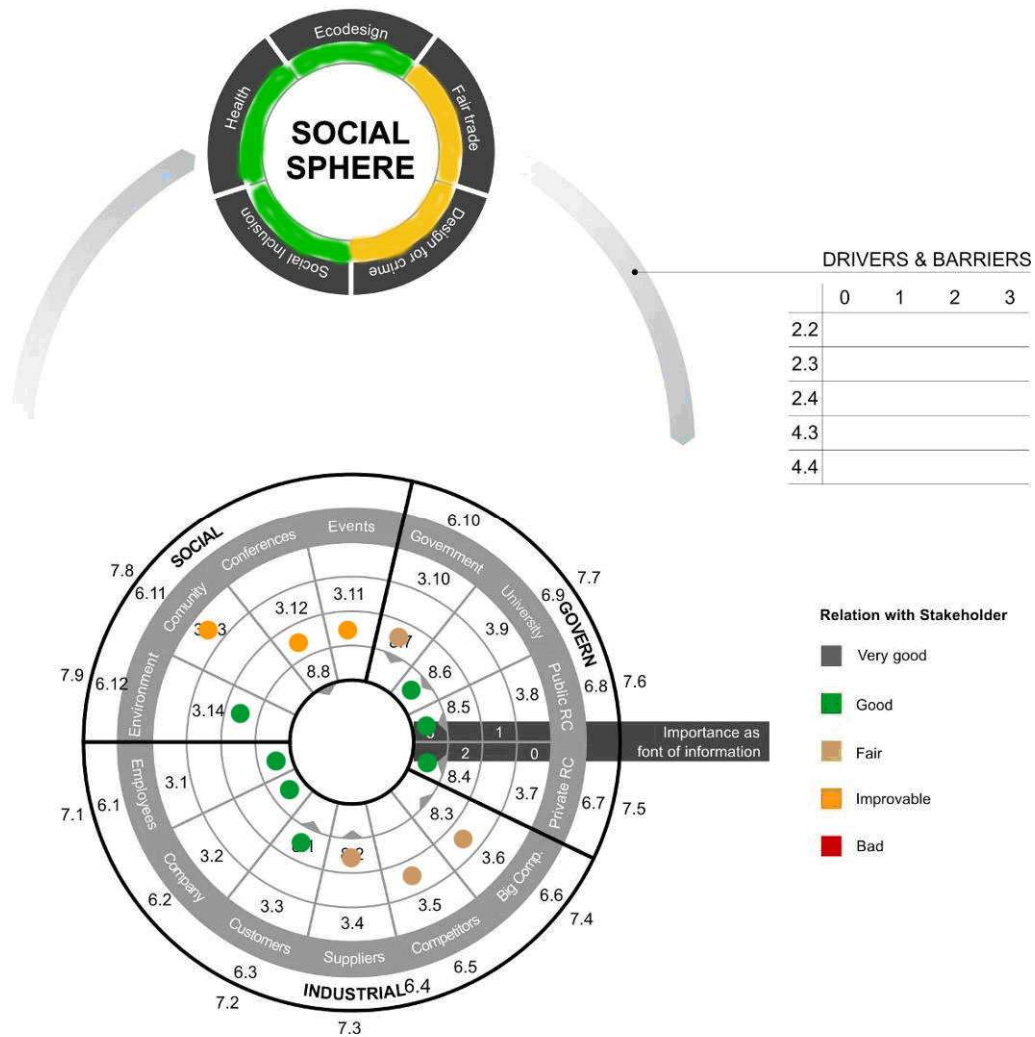 Ecodesign
Health
Fair trade
SOCIAL
SPHERE
Social Inclusion
Design for crime
DRIVERS & BARRIERS
0 1 2 3
2.2
2.3
2.4
4.3
4.4
SOCIAL
GOVERN
INDUSTRIAL
Events
Government
University
Public RC
Private RC
Big Comp.
Competitors
Suppliers
Customers
Company
Employees
Environment
Comunity
Conferences
6.10
7.7
6.9
6.8
7.6
6.7
7.5
6.6
7.4
6.5
6.4
7.3
6.3
7.2
6.2
6.1
7.1
6.12
7.9
6.11
7.8
3.10
3.9
3.8
3.7
3.6
3.5
3.4
3.3
3.2
3.1
3.14
3.12
3.11
8.8
8.6
8.5
8.4
8.3
1
2 0
Importance as
font of information
Relation with Stakeholder
Very good
Good
Fair
Improvable
Bad